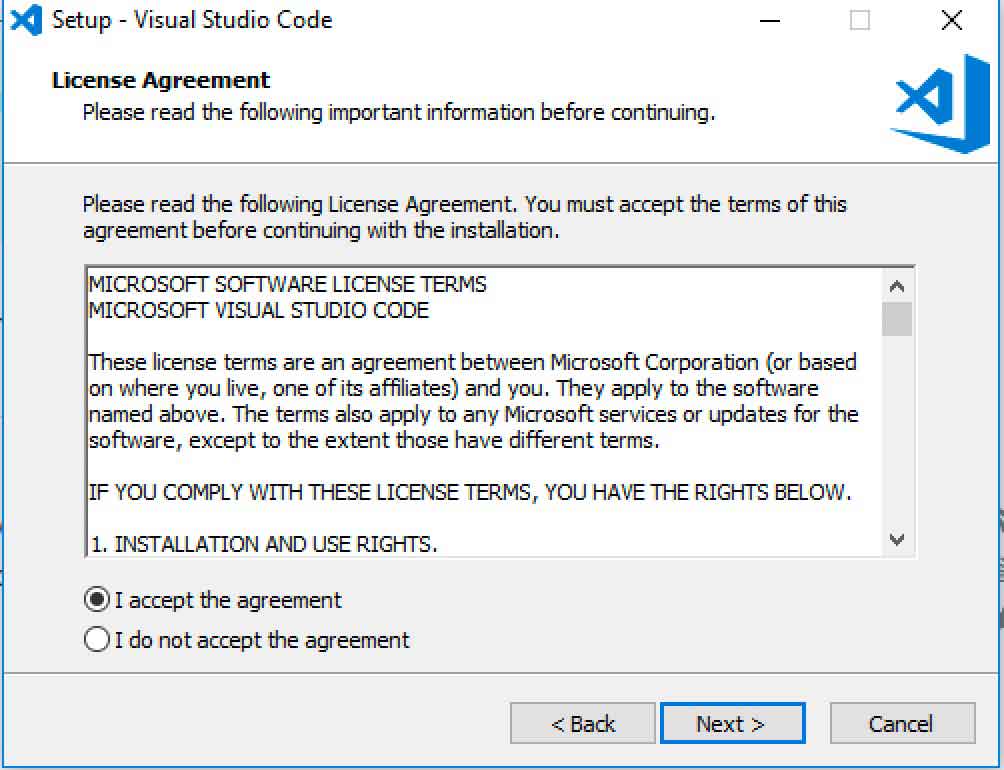 Setup - Visual Studio Code
License Agreement
Please read the following important information before continuing.
Please read the following License Agreement. You must accept the terms of this
agreement before continuing with the installation.
MICROSOFT SOFTWARE LICENSE TERMS
MICROSOFT VISUAL STUDIO CODE
These license terms are an agreement between Microsoft Corporation (or based
on where you live, one of its affiliates) and you. They apply to the software
named above. The terms also apply to any Microsoft services or updates for the
software, except to the extent those have different terms.
IF YOU COMPLY WITH THESE LICENSE TERMS, YOU HAVE THE RIGHTS BELOW.
1. INSTALLATION AND USE RIGHTS.
I accept the agreement
I do not accept the agreement
< Back Next > Cancel